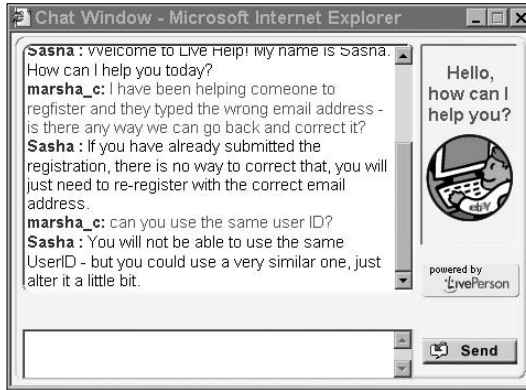 Chat Window - Microsoft Internet Explorer
Sasha : Welcome to Live Help! My name is Sasha.
How can I help you today?
marsha_c: I have been helping someone to
regfister and they typed the wrong email address -
is there any way we can go back and correct it?
Sasha : If you have already submitted the
registration, there is no way to correct that, you will
just need to re-register with the correct email
address.
marsha_c: can you use the same user ID?
Sasha : You will not be able to use the same
UserID - but you could use a very similar one, just
alter it a little bit.
Hello,
how can I
help you?
ebY
powered by
LivePerson
Send